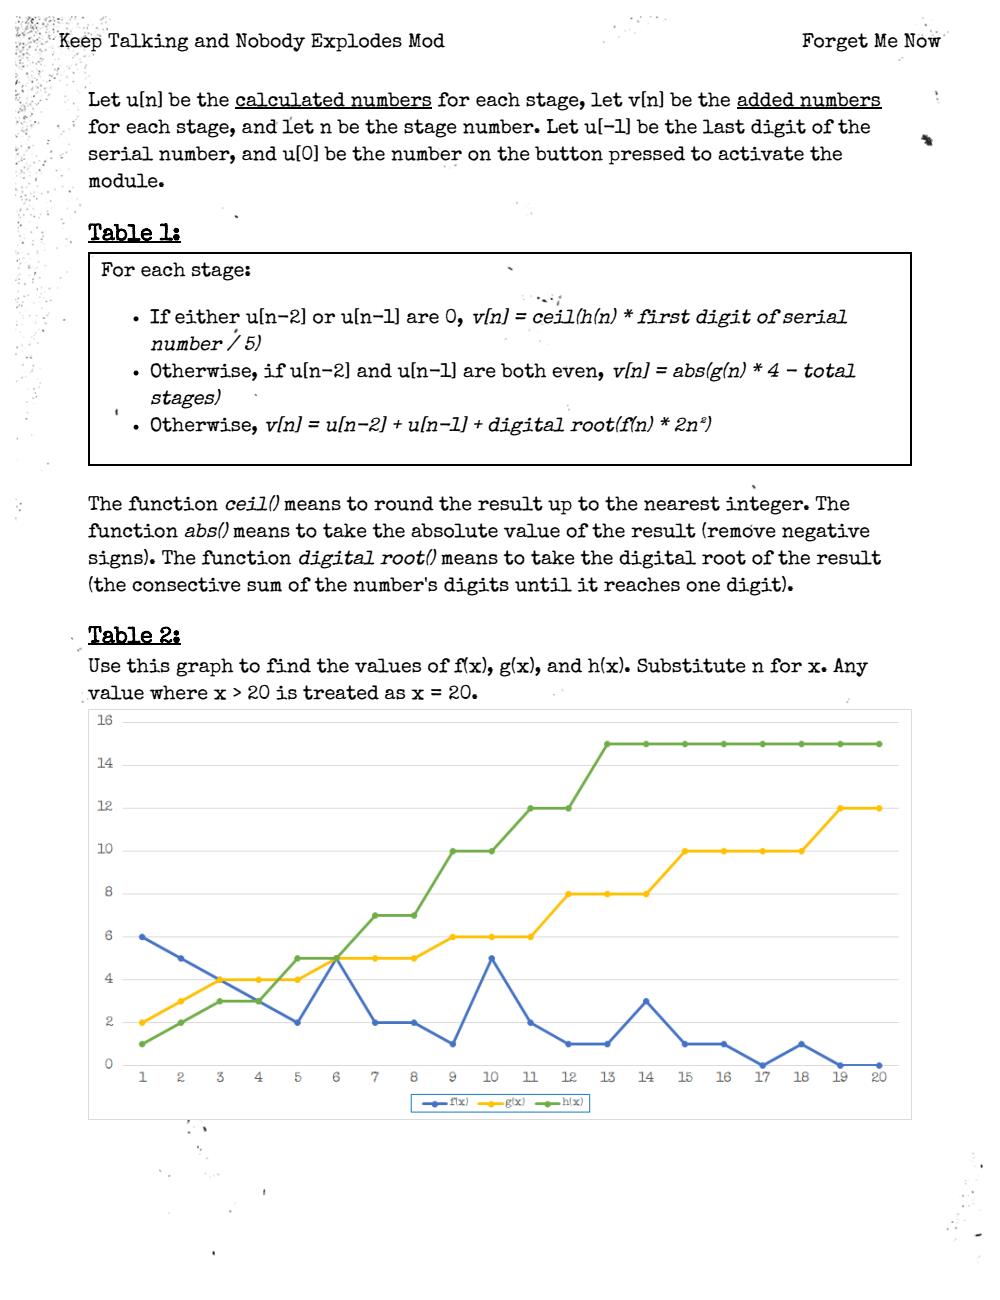 Keep Talking and Nobody Explodes Mod Forget Me Now
Let u[n] be the calculated numbers for each stage, let v[n] be the added numbers
for each stage, and let n be the stage number. Let u[-1] be the last digit of the
serial number, and u[0] be the number on the button pressed to activate the
module.
Table 1:
For each stage:
• If either u[n-2] or u[n-1] are 0, v[n] = ceil(h(n) * first digit of serial
number / 5)
• Otherwise, if u[n-2] and u[n-1] are both even, v[n] = abs(g(n) * 4 - total
stages)
• Otherwise, v[n] = u[n-2] + u[n-1] + digital root(f(n) * 2n²)
The function ceil() means to round the result up to the nearest integer. The
function abs() means to take the absolute value of the result (remove negative
signs). The function digital root() means to take the digital root of the result
(the consective sum of the number's digits until it reaches one digit).
Table 2:
Use this graph to find the values of f(x), g(x), and h(x). Substitute n for x. Any
value where x > 20 is treated as x = 20.
16
14
12
10
8
6
4
2
0
1 2 3 4 5 6 7 8 9 10 11 12 13 14 15 16 17 18 19 20
f(x) g(x) h(x)